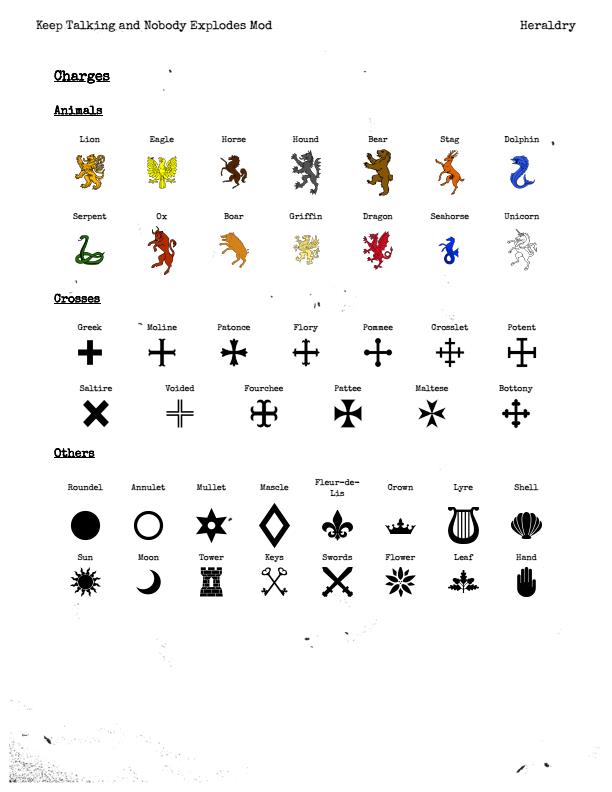 Keep Talking and Nobody Explodes Mod Heraldry
Charges
Animals
Lion Eagle Horse Hound Bear Stag Dolphin
Serpent Ox Boar Griffin Dragon Seahorse Unicorn
Crosses
Greek Moline Patonce Flory Pommee Crosslet Potent
Saltire Voided Fourchee Pattee Maltese Bottony
Others
Roundel Annulet Mullet Mascle Fleur-de-Lis Crown Lyre Shell
Sun Moon Tower Keys Swords Flower Leaf Hand